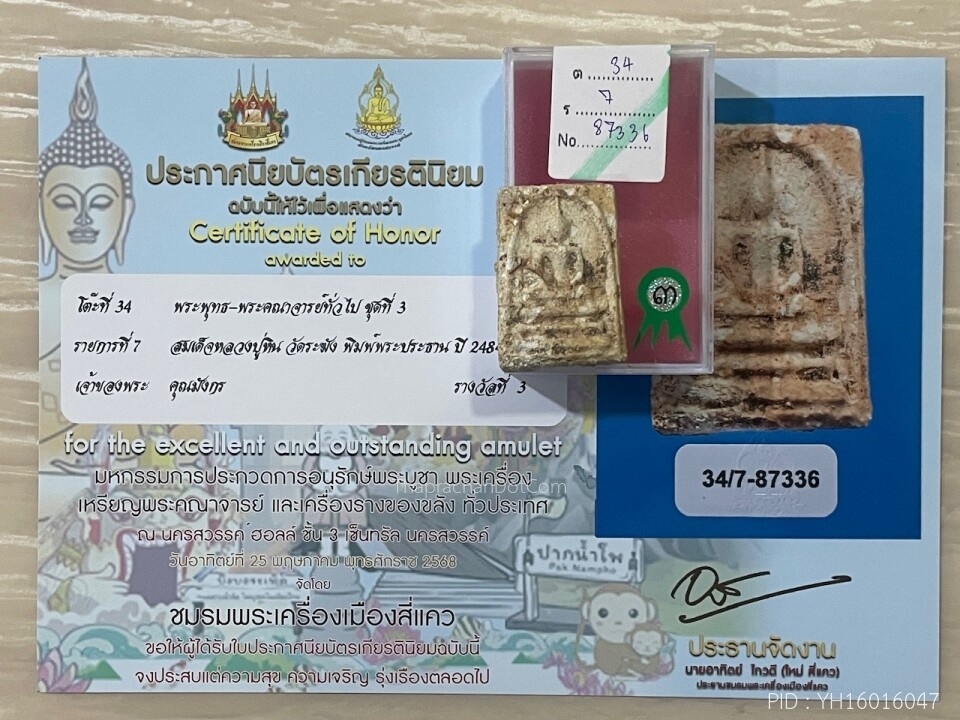 ประกาศนียบัตรเกียรตินิยม
ฉบับนี้ให้ไว้เพื่อแสดงว่า
Certificate of Honor
awarded to
โต๊ะที่ 34 พระพุทธ-พระคณาจารย์ทั่วไป ชุดที่ 3
รายการที่ 7 สมเด็จหลวงปู่หิน วัดระฆัง พิมพ์พระประธาน ปี 248
เจ้าของพระ คุณมังกร รางวัลที่ 3
for the excellent and outstanding amulet
มหกรรมการประกวดการอนุรักษ์พระบูชา พระเครื่อง
เหรียญพระคณาจารย์ และเครื่องรางของขลัง ทั่วประเทศ
ณ นครสวรรค์ ฮอลล์ ชั้น 3 เซ็นทรัล นครสวรรค์
วันอาทิตย์ที่ 25 พฤษภาคม พุทธศักราช 2568
จัดโดย
ชมรมพระเครื่องเมืองสี่แคว
ขอให้ผู้ได้รับใบประกาศนียบัตรเกียรตินิยมฉบับนี้
จงประสบแต่ความสุข ความเจริญ รุ่งเรืองตลอดไป
ต 34
ร 7
No. 87336
๓
34/7-87336
ปากน้ำโพ
Pak Nampho
ประธานจัดงาน
นายอาทิตย์ โทวดี (ใหม่ สี่แคว)
ประธานชมรมพระเครื่องเมืองสี่แคว
ThaprachanDotCom
PID : YH16016047